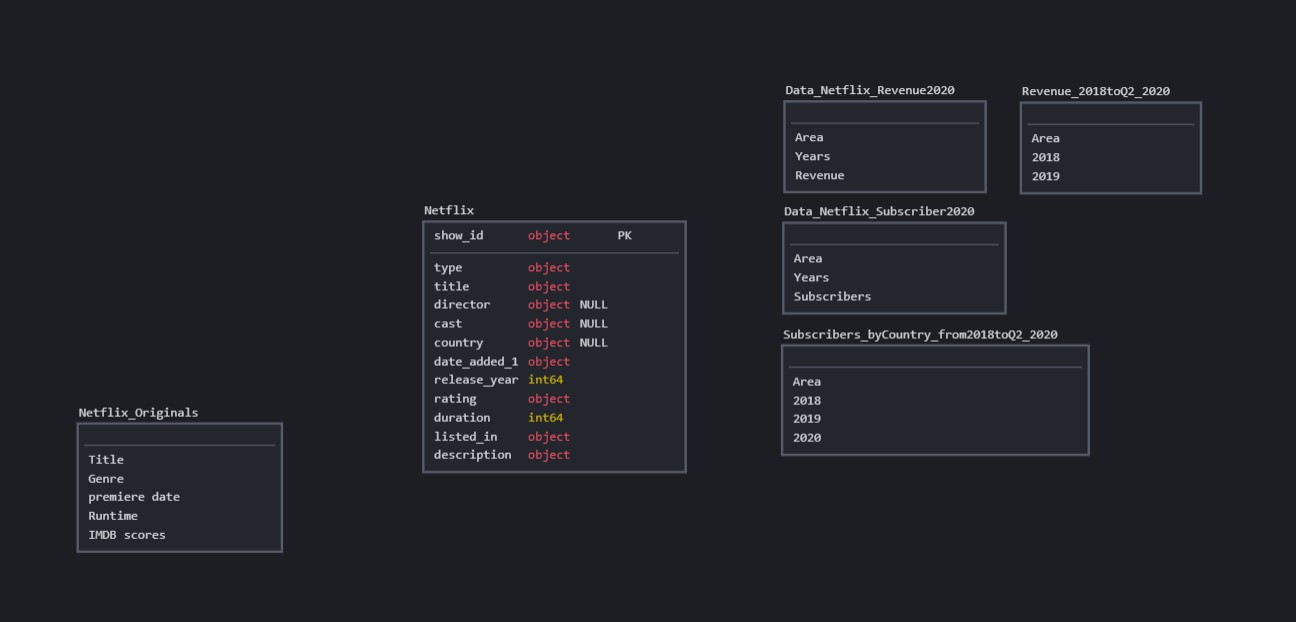 Data_Netflix_Revenue2020
Area
Years
Revenue
Revenue_2018toQ2_2020
Area
2018
2019
Netflix
show_id object PK
type object
title object
director object NULL
cast object NULL
country object NULL
date_added_1 object
release_year int64
rating object
duration int64
listed_in object
description object
Data_Netflix_Subscriber2020
Area
Years
Subscribers
Subscribers_byCountry_from2018toQ2_2020
Area
2018
2019
2020
Netflix_Originals
Title
Genre
premiere date
Runtime
IMDB scores